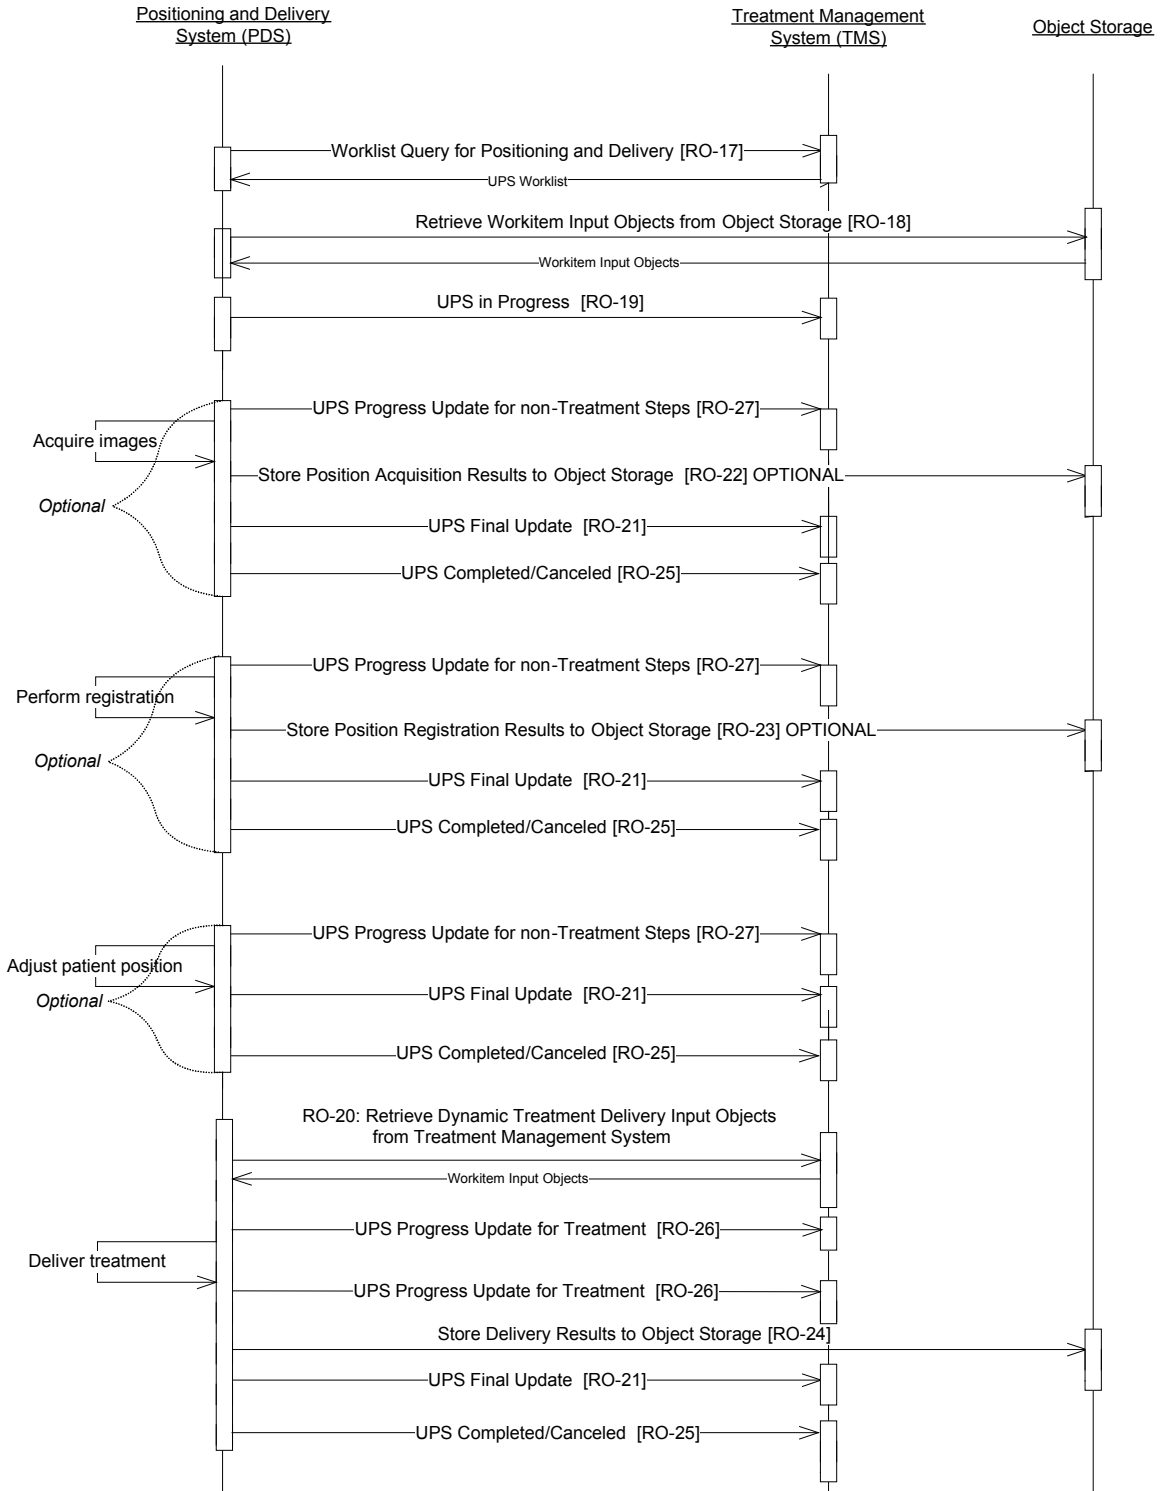 Positioning and Delivery
System (PDS)
Treatment Management
System (TMS)
Object Storage
Worklist Query for Positioning and Delivery [RO-17]
UPS Worklist
Retrieve Workitem Input Objects from Object Storage [RO-18]
Workitem Input Objects
UPS in Progress [RO-19]
UPS Progress Update for non-Treatment Steps [RO-27]
Acquire images
Store Position Acquisition Results to Object Storage [RO-22] OPTIONAL
Optional
UPS Final Update [RO-21]
UPS Completed/Canceled [RO-25]
UPS Progress Update for non-Treatment Steps [RO-27]
Perform registration
Store Position Registration Results to Object Storage [RO-23] OPTIONAL
Optional
UPS Final Update [RO-21]
UPS Completed/Canceled [RO-25]
UPS Progress Update for non-Treatment Steps [RO-27]
Adjust patient position
UPS Final Update [RO-21]
Optional
UPS Completed/Canceled [RO-25]
RO-20: Retrieve Dynamic Treatment Delivery Input Objects
from Treatment Management System
Workitem Input Objects
UPS Progress Update for Treatment [RO-26]
Deliver treatment
UPS Progress Update for Treatment [RO-26]
Store Delivery Results to Object Storage [RO-24]
UPS Final Update [RO-21]
UPS Completed/Canceled [RO-25]